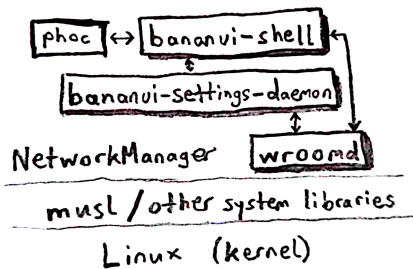 phoc bananui-shell
bananui-settings-daemon
NetworkManager wroomd
musl / other system libraries
Linux (kernel)